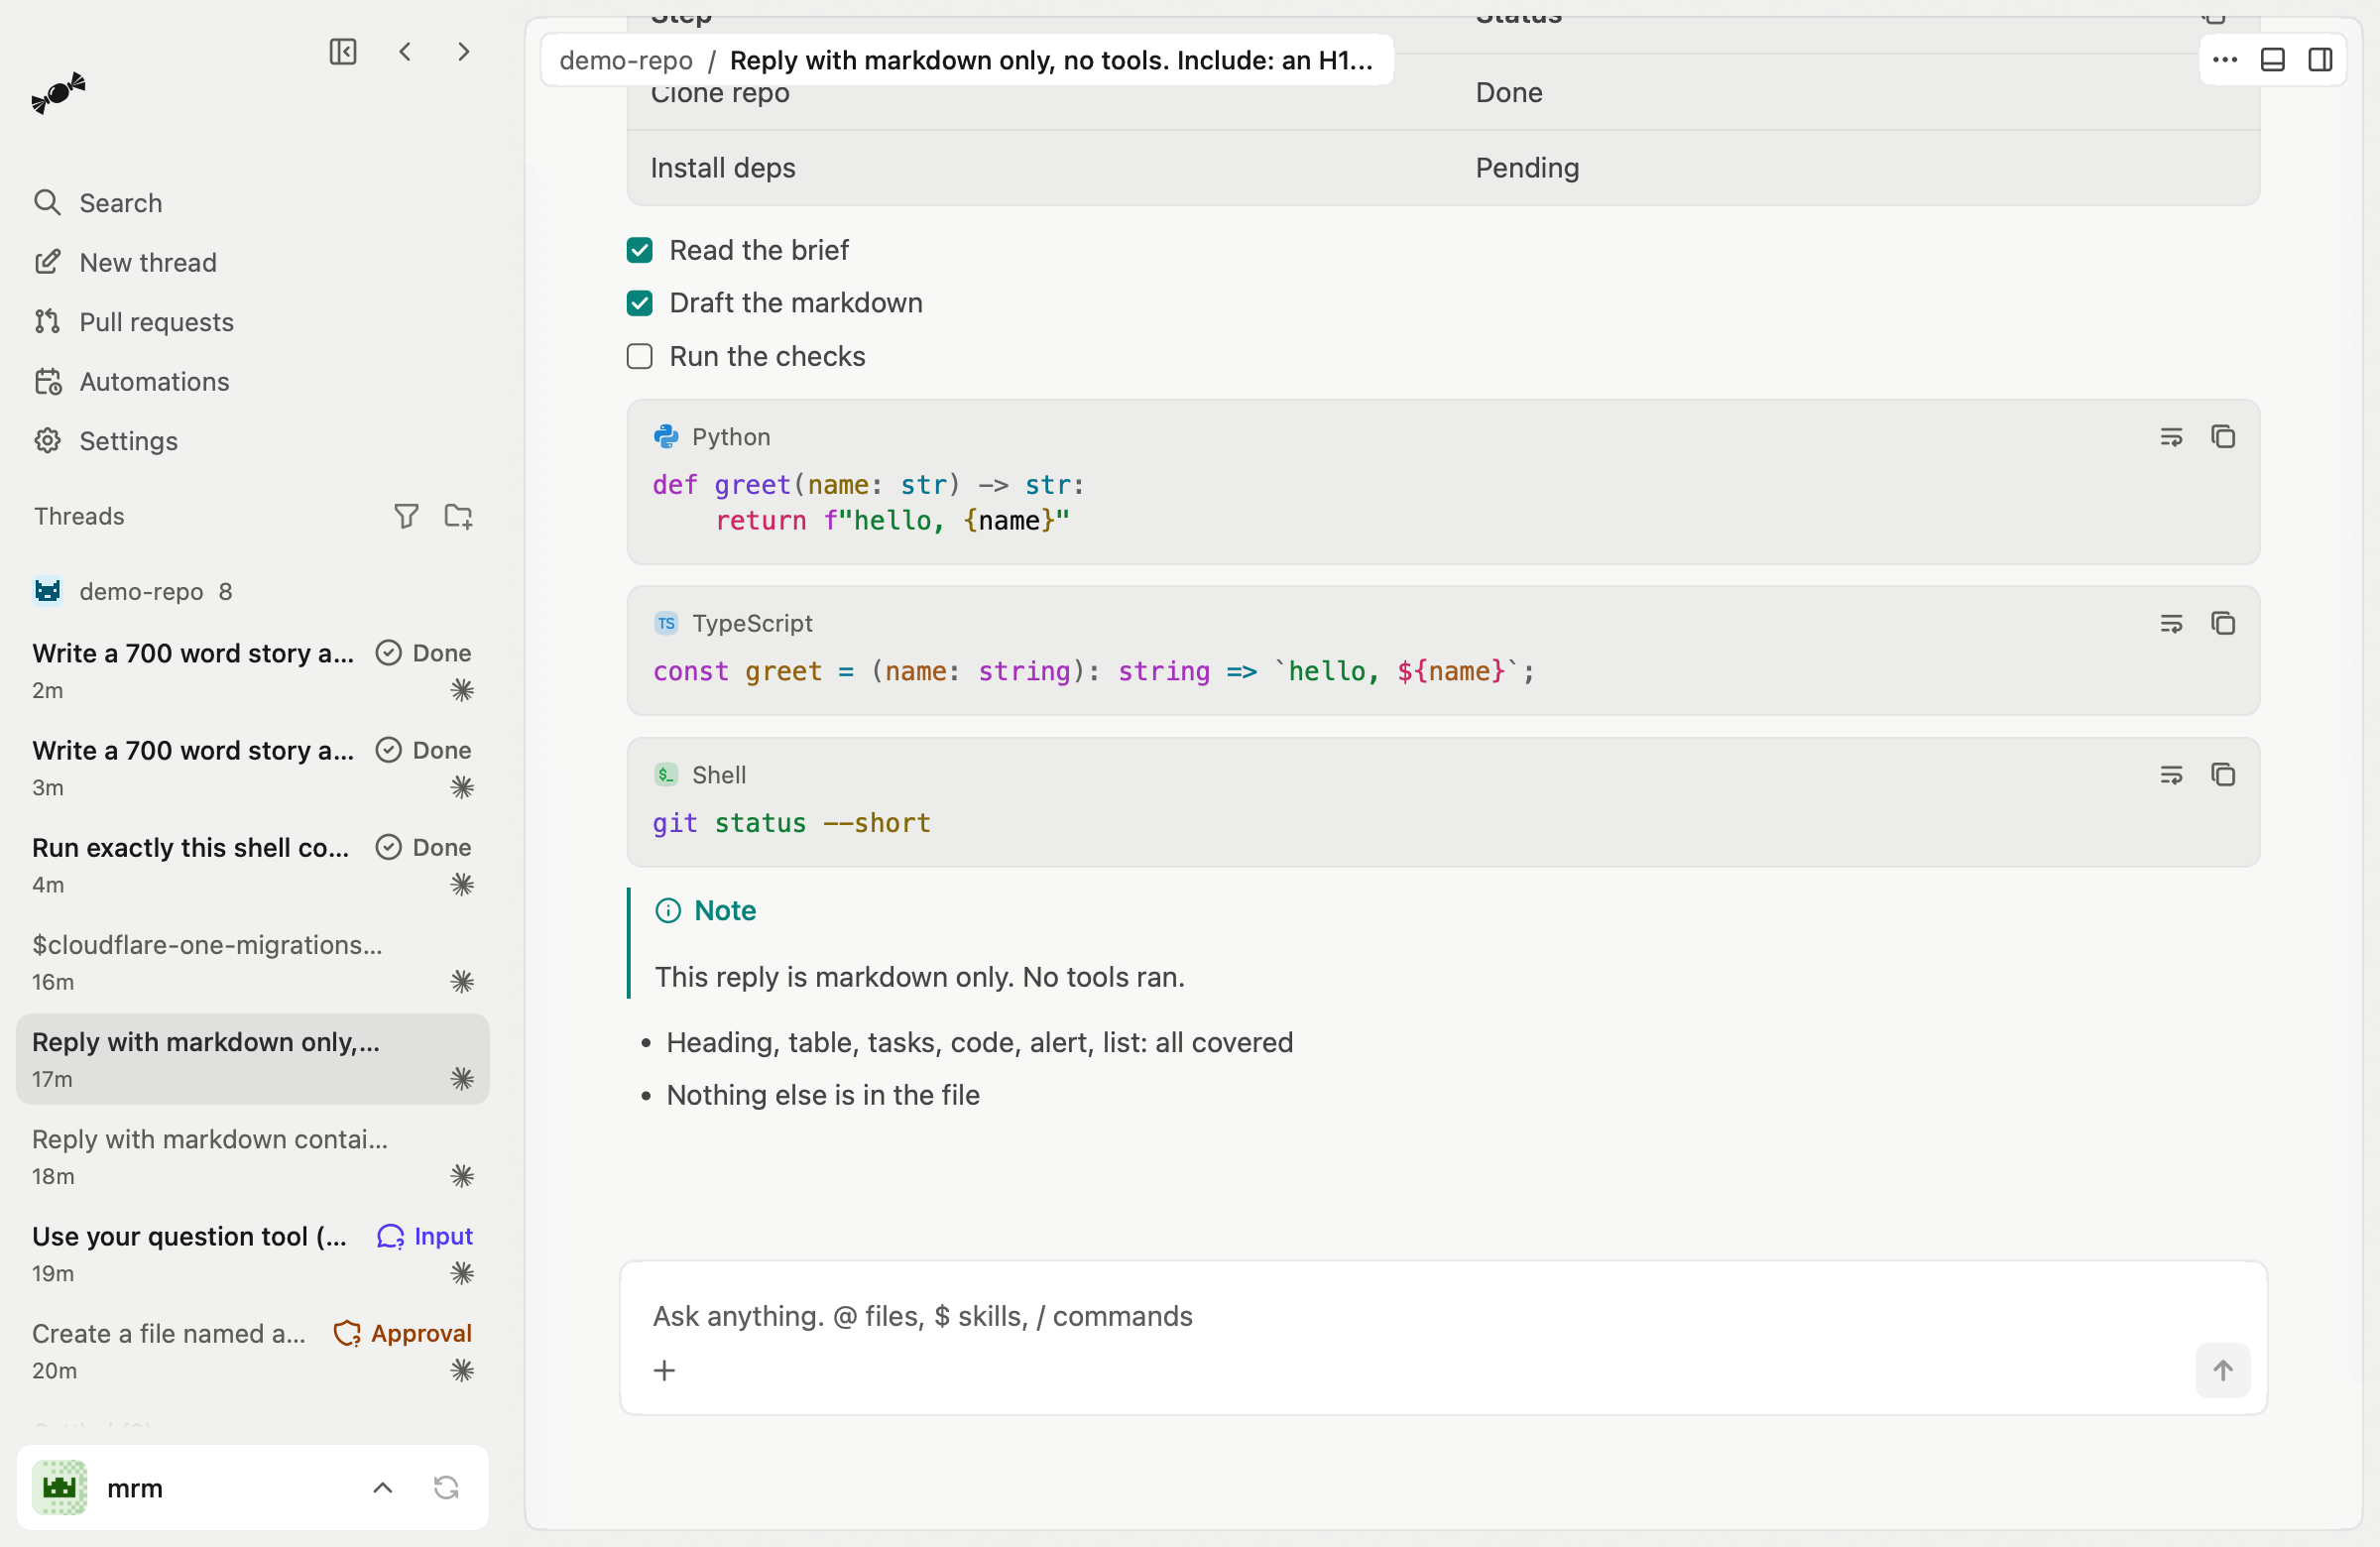 Search
New thread
Pull requests
Automations
Settings
Threads
demo-repo 8
Write a 700 word story a... Done
2m
Write a 700 word story a... Done
3m
Run exactly this shell co... Done
4m
$cloudflare-one-migrations...
16m
Reply with markdown only,...
17m
Reply with markdown contai...
18m
Use your question tool (... Input
19m
Create a file named a... Approval
20m
mrm
demo-repo / Reply with markdown only, no tools. Include: an H1...
Step Status
Clone repo Done
Install deps Pending
Read the brief
Draft the markdown
Run the checks
Python
def greet(name: str) -> str:
    return f"hello, {name}"
TS TypeScript
const greet = (name: string): string => `hello, ${name}`;
$_ Shell
git status --short
Note
This reply is markdown only. No tools ran.
• Heading, table, tasks, code, alert, list: all covered
• Nothing else is in the file
Ask anything. @ files, $ skills, / commands